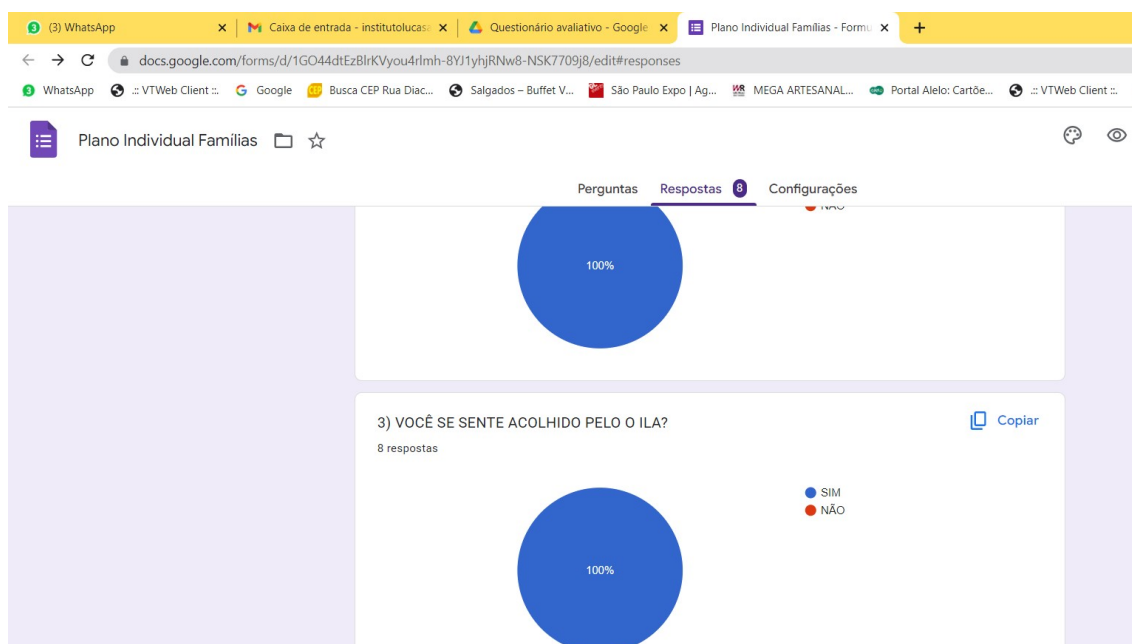 (3) WhatsApp
Caixa de entrada - institutolucasa
Questionário avaliativo - Google
Plano Individual Famílias - Formu
docs.google.com/forms/d/1GO44dtEzBlrKVyou4rlmh-8YJ1yhjRNw8-NSK7709j8/edit#responses
WhatsApp
.:: VTWeb Client ::.
Google
Busca CEP Rua Diac...
Salgados – Buffet V...
São Paulo Expo | Ag...
MEGA ARTESANAL...
Portal Alelo: Cartõe...
.:: VTWeb Client ::.
Plano Individual Famílias
Perguntas
Respostas 8
Configurações
NÃO
100%
3) VOCÊ SE SENTE ACOLHIDO PELO O ILA?
Copiar
8 respostas
SIM
NÃO
100%